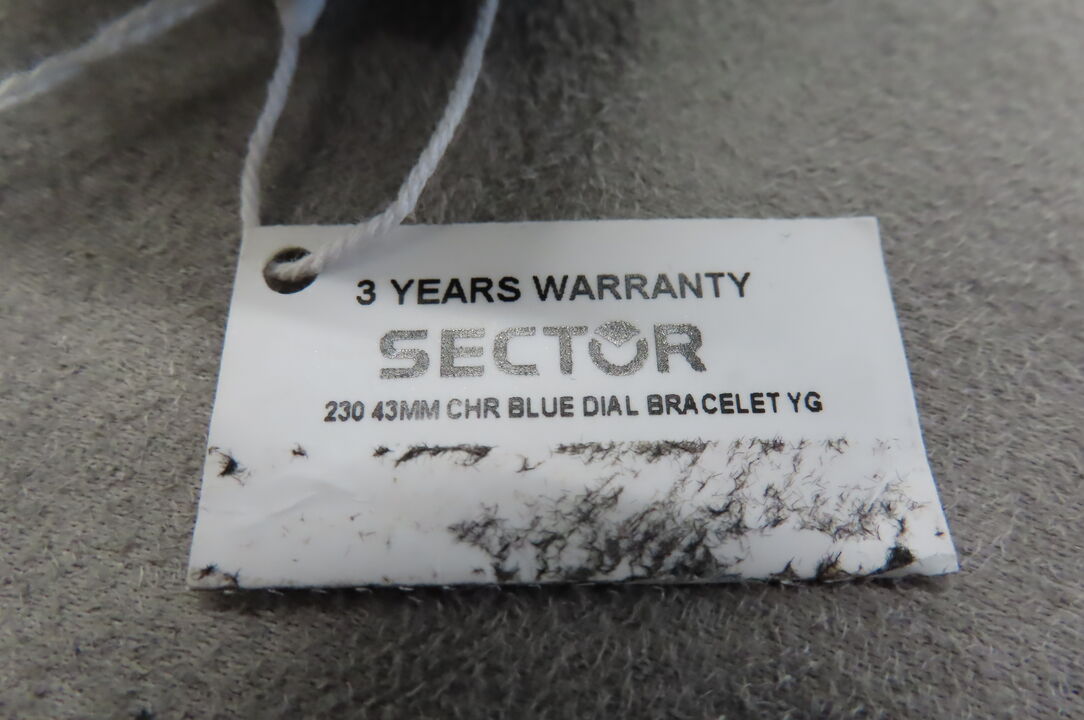 3 YEARS WARRANTY
SECTOR
230 43MM CHR BLUE DIAL BRACELET YG